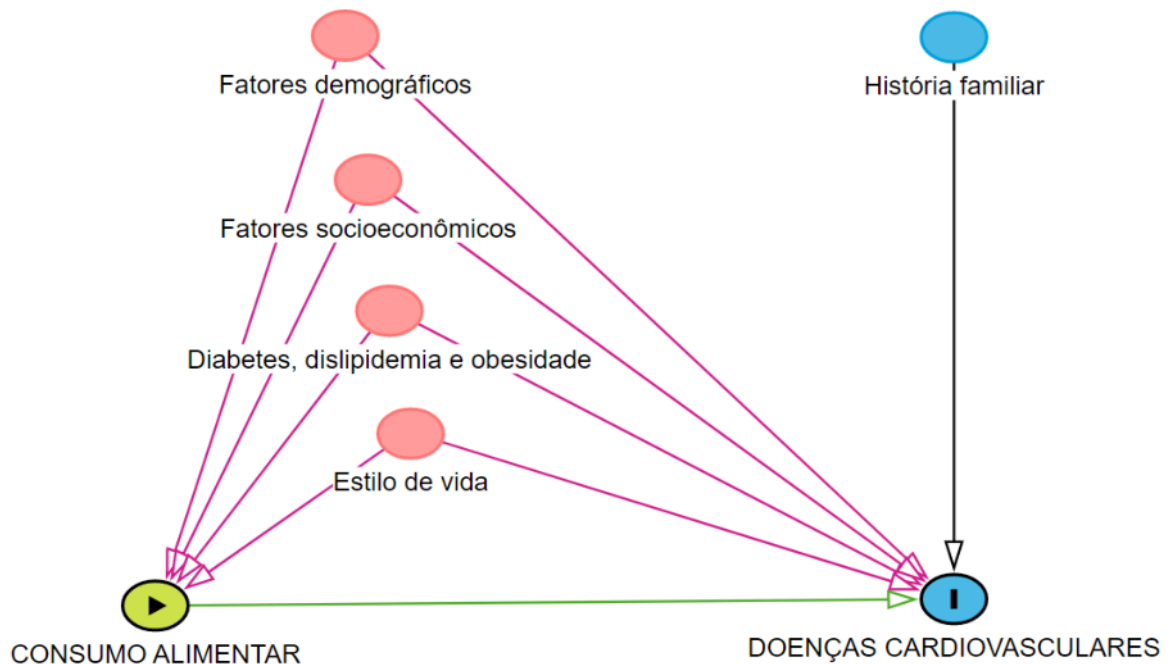 Fatores demográficos
História familiar
Fatores socioeconômicos
Diabetes, dislipidemia e obesidade
Estilo de vida
CONSUMO ALIMENTAR
DOENÇAS CARDIOVASCULARES